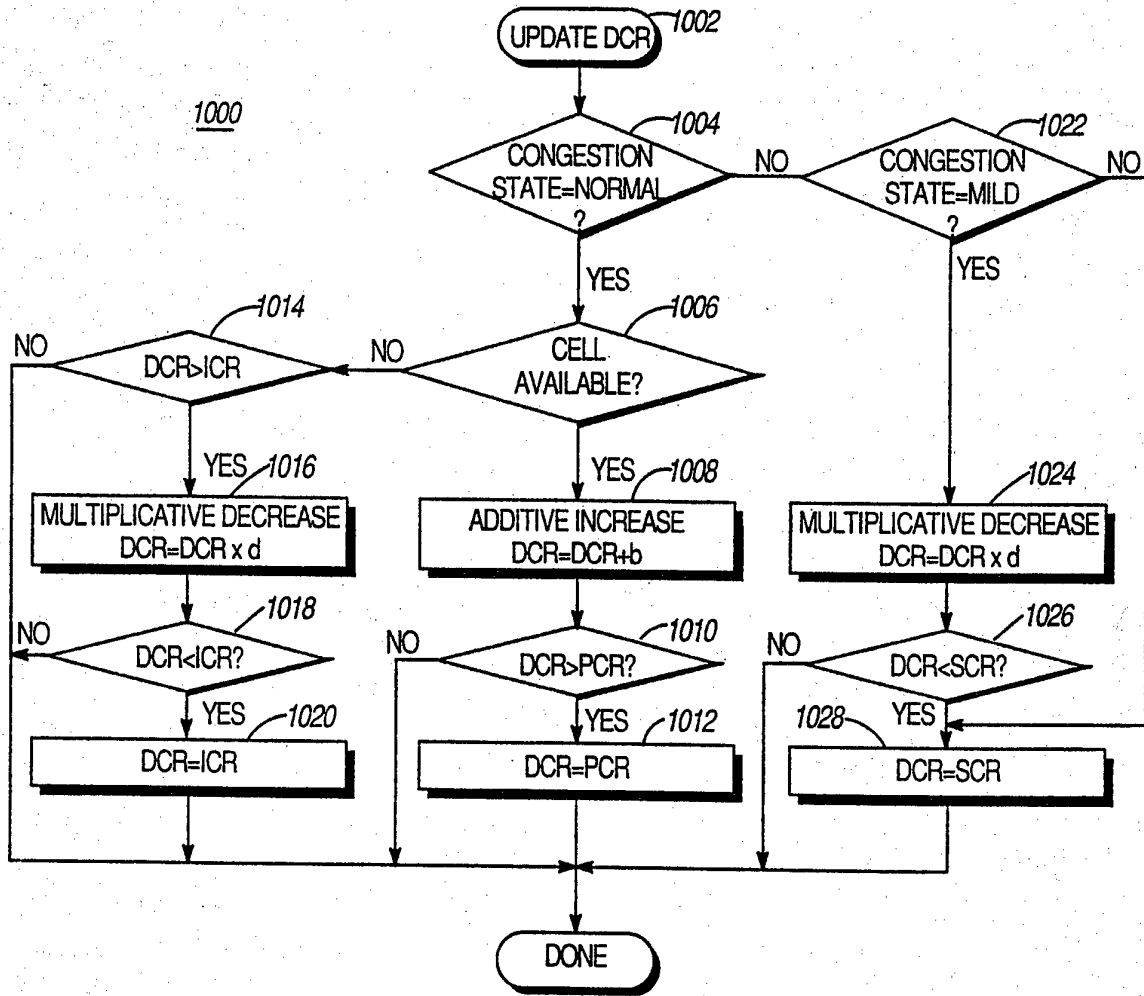 UPDATE DCR
1002
1000
1004
CONGESTION
STATE=NORMAL
?
NO
1022
CONGESTION
STATE=MILD
?
NO
YES
YES
1014
NO
DCR>ICR
NO
1006
CELL
AVAILABLE?
YES
1016
MULTIPLICATIVE DECREASE
DCR=DCR x d
YES
1008
ADDITIVE INCREASE
DCR=DCR+b
1024
MULTIPLICATIVE DECREASE
DCR=DCR x d
1018
NO
DCR<ICR?
NO
1010
DCR>PCR?
NO
1026
DCR<SCR?
YES
1020
DCR=ICR
YES
1012
DCR=PCR
YES
1028
DCR=SCR
DONE